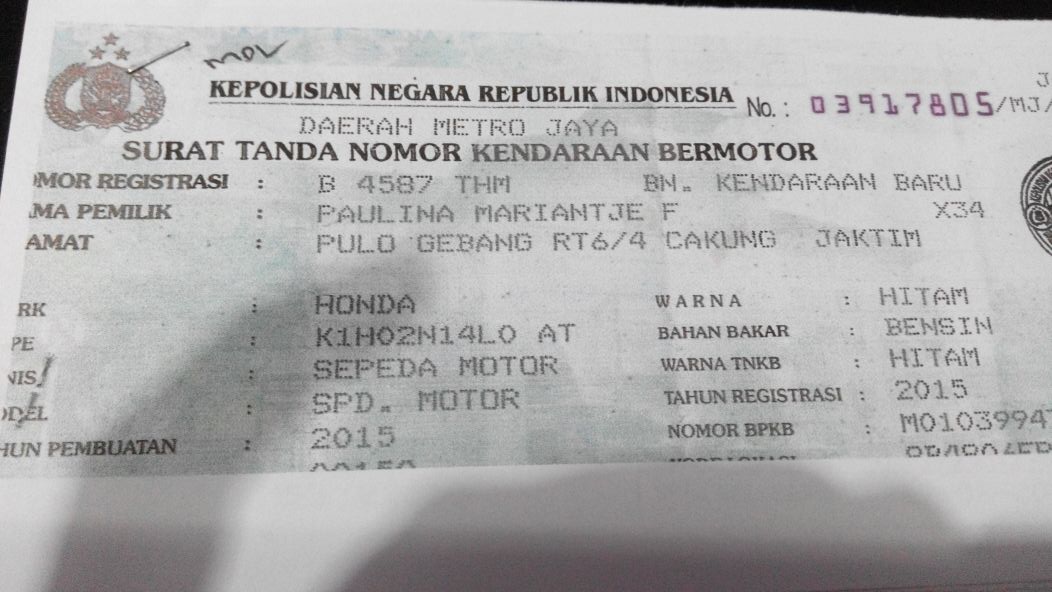 MOV
KEPOLISIAN NEGARA REPUBLIK INDONESIA No. : 03917805/MJ/
DAERAH METRO JAYA
SURAT TANDA NOMOR KENDARAAN BERMOTOR
OMOR REGISTRASI : B 4587 THM BN. KENDARAAN BARU
MA PEMILIK : PAULINA MARIANTJE F X34
AMAT : PULO GEBANG RT6/4 CAKUNG JAKTIM
RK : HONDA WARNA : HITAM
PE : K1H02N14L0 AT BAHAN BAKAR : BENSIN
NIS : SEPEDA MOTOR WARNA TNKB : HITAM
ODEL : SPD. MOTOR TAHUN REGISTRASI : 2015
HUN PEMBUATAN : 2015 NOMOR BPKB : M01039947